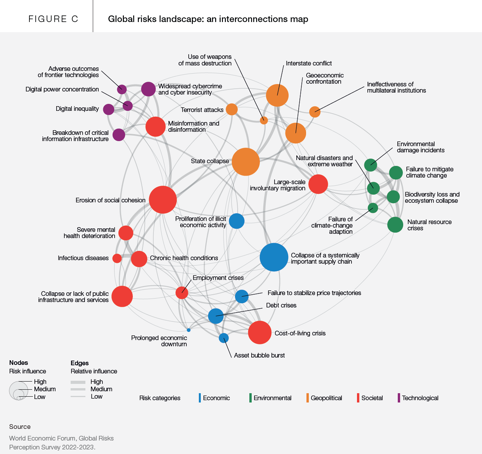 FIGURE C
Global risks landscape: an interconnections map
Use of weapons
of mass destruction
Interstate conflict
Adverse outcomes
of frontier technologies
Geoeconomic
confrontation
Digital power concentration
Widespread cybercrime
and cyber insecurity
Ineffectiveness of
multilateral institutions
Digital inequality
Terrorist attacks
Misinformation and
disinformation
Breakdown of critical
information infrastructure
Environmental
damage incidents
State collapse
Natural disasters and
extreme weather
Failure to mitigate
climate change
Large-scale
involuntary migration
Biodiversity loss and
ecosystem collapse
Erosion of social cohesion
Proliferation of illicit
economic activity
Failure of
climate-change
adaption
Natural resource
crises
Severe mental
health deterioration
Infectious diseases
Chronic health conditions
Collapse of a systemically
important supply chain
Employment crises
Collapse or lack of public
infrastructure and services
Failure to stabilize price trajectories
Debt crises
Prolonged economic
downturn
Cost-of-living crisis
Asset bubble burst
Nodes
Risk influence
High
Medium
Low
Edges
Relative influence
High
Medium
Low
Risk categories
Economic
Environmental
Geopolitical
Societal
Technological
Source
World Economic Forum, Global Risks
Perception Survey 2022-2023.